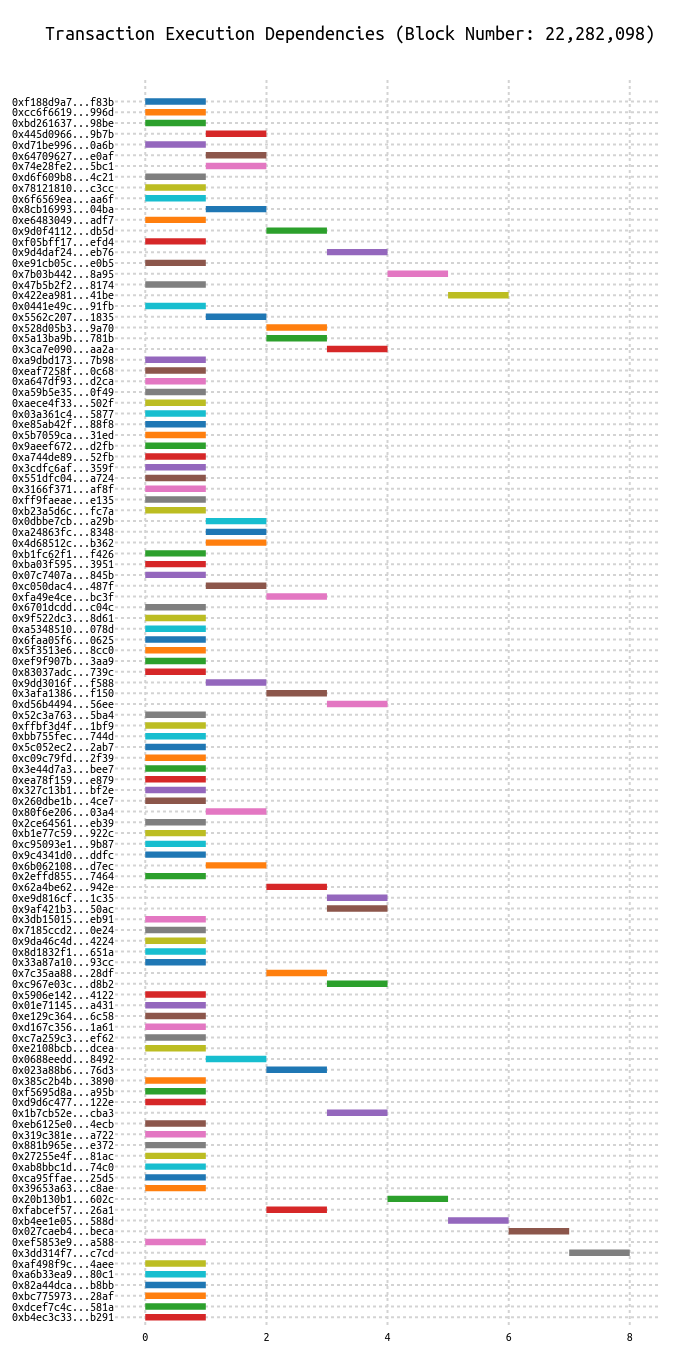 Transaction Execution Dependencies (Block Number: 22,282,098)
0xf188d9a7...f83b
0xcc6f6619...996d
0xbd261637...98be
0x445d0966...9b7b
0xd71be996...0a6b
0x64709627...e0af
0x74e28fe2...5bc1
0xd6f609b8...4c21
0x78121810...c3cc
0x6f6569ea...aa6f
0x8cb16993...04ba
0xe6483049...adf7
0x9d0f4112...db5d
0xf05bff17...efd4
0x9d4daf24...eb76
0xe91cb05c...e0b5
0x7b03b442...8a95
0x47b5b2f2...8174
0x422ea981...41be
0x0441e49c...91fb
0x5562c207...1835
0x528d05b3...9a70
0x5a13ba9b...781b
0x3ca7e090...aa2a
0xa9dbd173...7b98
0xeaf7258f...0c68
0xa647df93...d2ca
0xa59b5e35...0f49
0xaece4f33...502f
0x03a361c4...5877
0xe85ab42f...88f8
0x5b7059ca...31ed
0x9aeef672...d2fb
0xa744de89...52fb
0x3cdfc6af...359f
0x551dfc04...a724
0x3166f371...af8f
0xff9faeae...e135
0xb23a5d6c...fc7a
0x0dbbe7cb...a29b
0xa24863fc...8348
0x4d68512c...b362
0xb1fc62f1...f426
0xba03f595...3951
0x07c7407a...845b
0xc050dac4...487f
0xfa49e4ce...bc3f
0x6701dcdd...c04c
0x9f522dc3...8d61
0xa5348510...078d
0x6faa05f6...0625
0x5f3513e6...8cc0
0xef9f907b...3aa9
0x83037adc...739c
0x9dd3016f...f588
0x3afa1386...f150
0xd56b4494...56ee
0x52c3a763...5ba4
0xffbf3d4f...1bf9
0xbb755fec...744d
0x5c052ec2...2ab7
0xc09c79fd...2f39
0x3e44d7a3...bee7
0xea78f159...e879
0x327c13b1...bf2e
0x260dbe1b...4ce7
0x80f6e206...03a4
0x2ce64561...eb39
0xb1e77c59...922c
0xc95093e1...9b87
0x9c4341d0...ddfc
0x6b062108...d7ec
0x2effd855...7464
0x62a4be62...942e
0xe9d816cf...1c35
0x9af421b3...50ac
0x3db15015...eb91
0x7185ccd2...0e24
0x9da46c4d...4224
0x8d1832f1...651a
0x33a87a10...93cc
0x7c35aa88...28df
0xc967e03c...d8b2
0x5906e142...4122
0x01e71145...a431
0xe129c364...6c58
0xd167c356...1a61
0xc7a259c3...ef62
0xe2108bcb...dcea
0x0688eedd...8492
0x023a88b6...76d3
0x385c2b4b...3890
0xf5695d8a...a95b
0xd9d6c477...122e
0x1b7cb52e...cba3
0xeb6125e0...4ecb
0x319c381e...a722
0x881b965e...e372
0x27255e4f...81ac
0xab8bbc1d...74c0
0xca95ffae...25d5
0x39653a63...c8ae
0x20b130b1...602c
0xfabcef57...26a1
0xb4ee1e05...588d
0x027caeb4...beca
0xef5853e9...a588
0x3dd314f7...c7cd
0xaf498f9c...4aee
0xa6b33ea9...80c1
0x82a44dca...b8bb
0xbc775973...28af
0xdcef7c4c...581a
0xb4ec3c33...b291
0 2 4 6 8